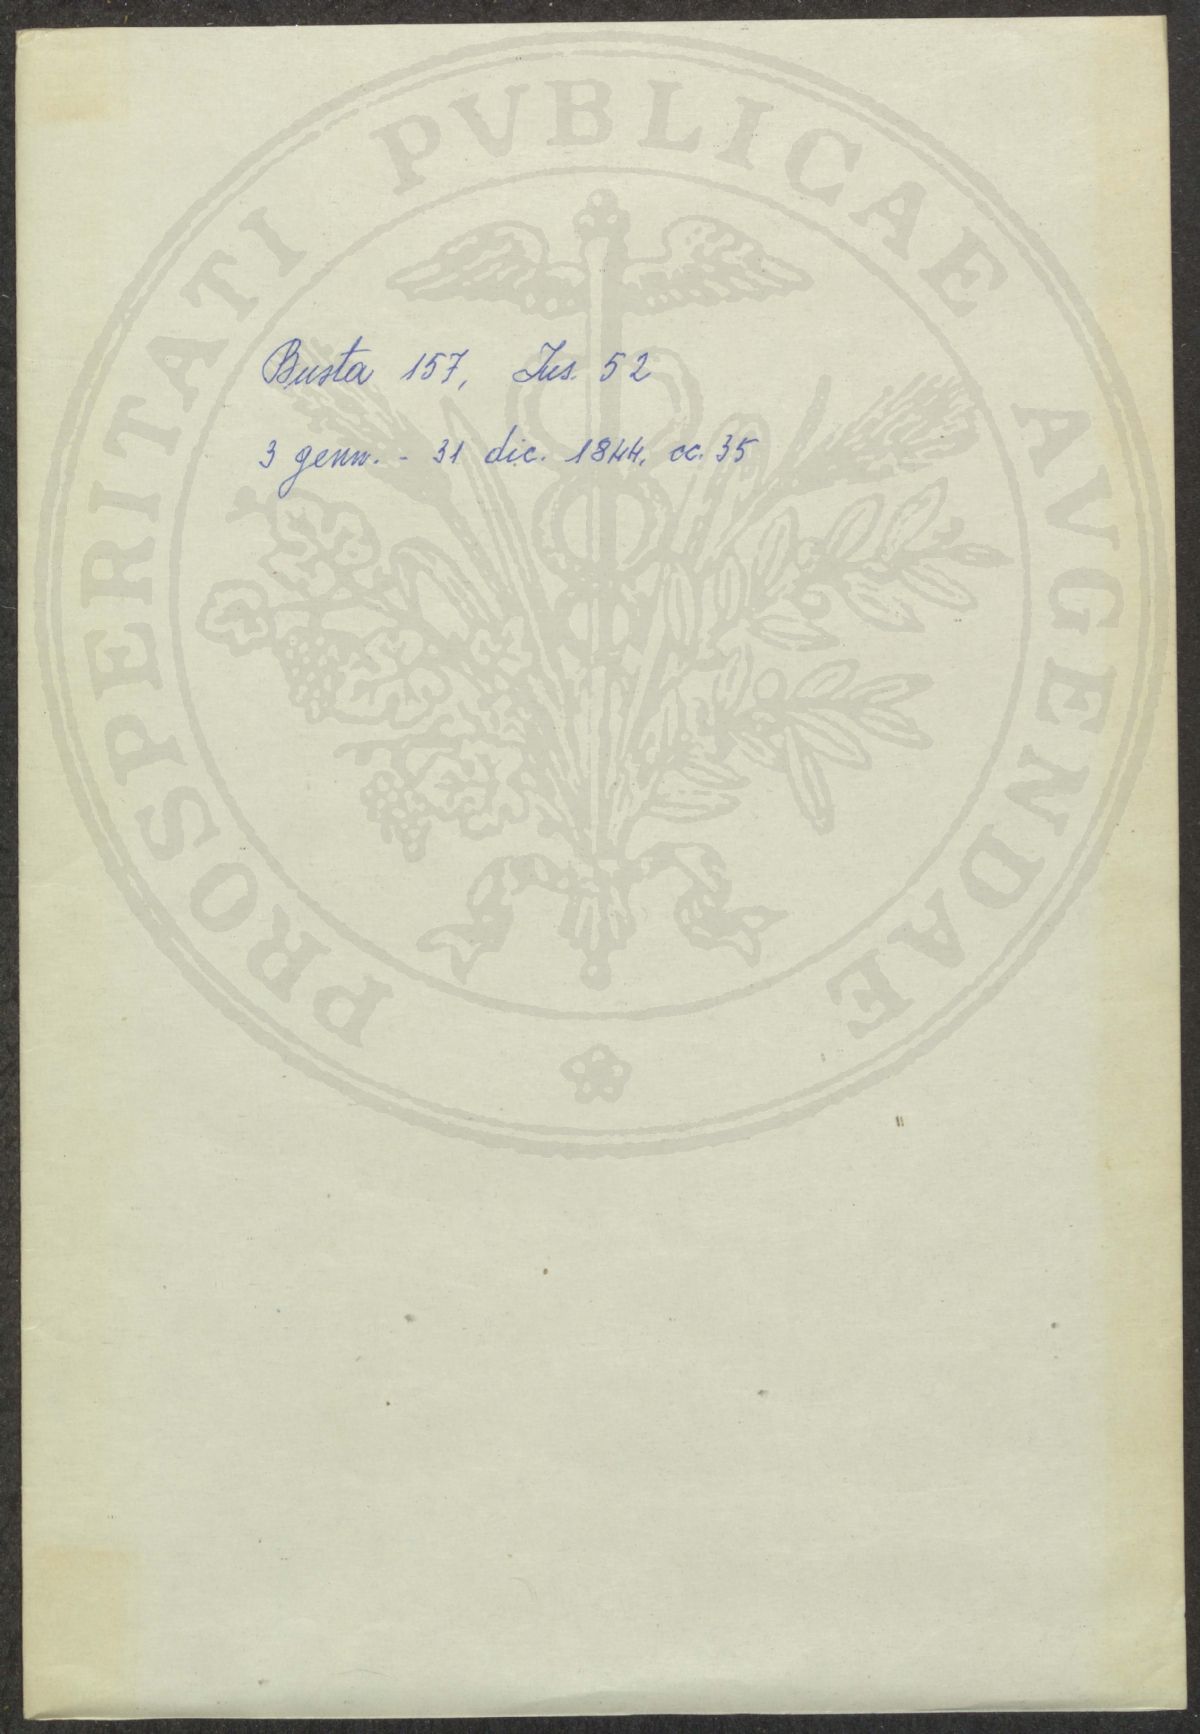 PROSPERITATI PVBLICAE AVGENDAE
Busta 157, Ins. 52
3 genn. - 31 dic. 1844, cc. 35